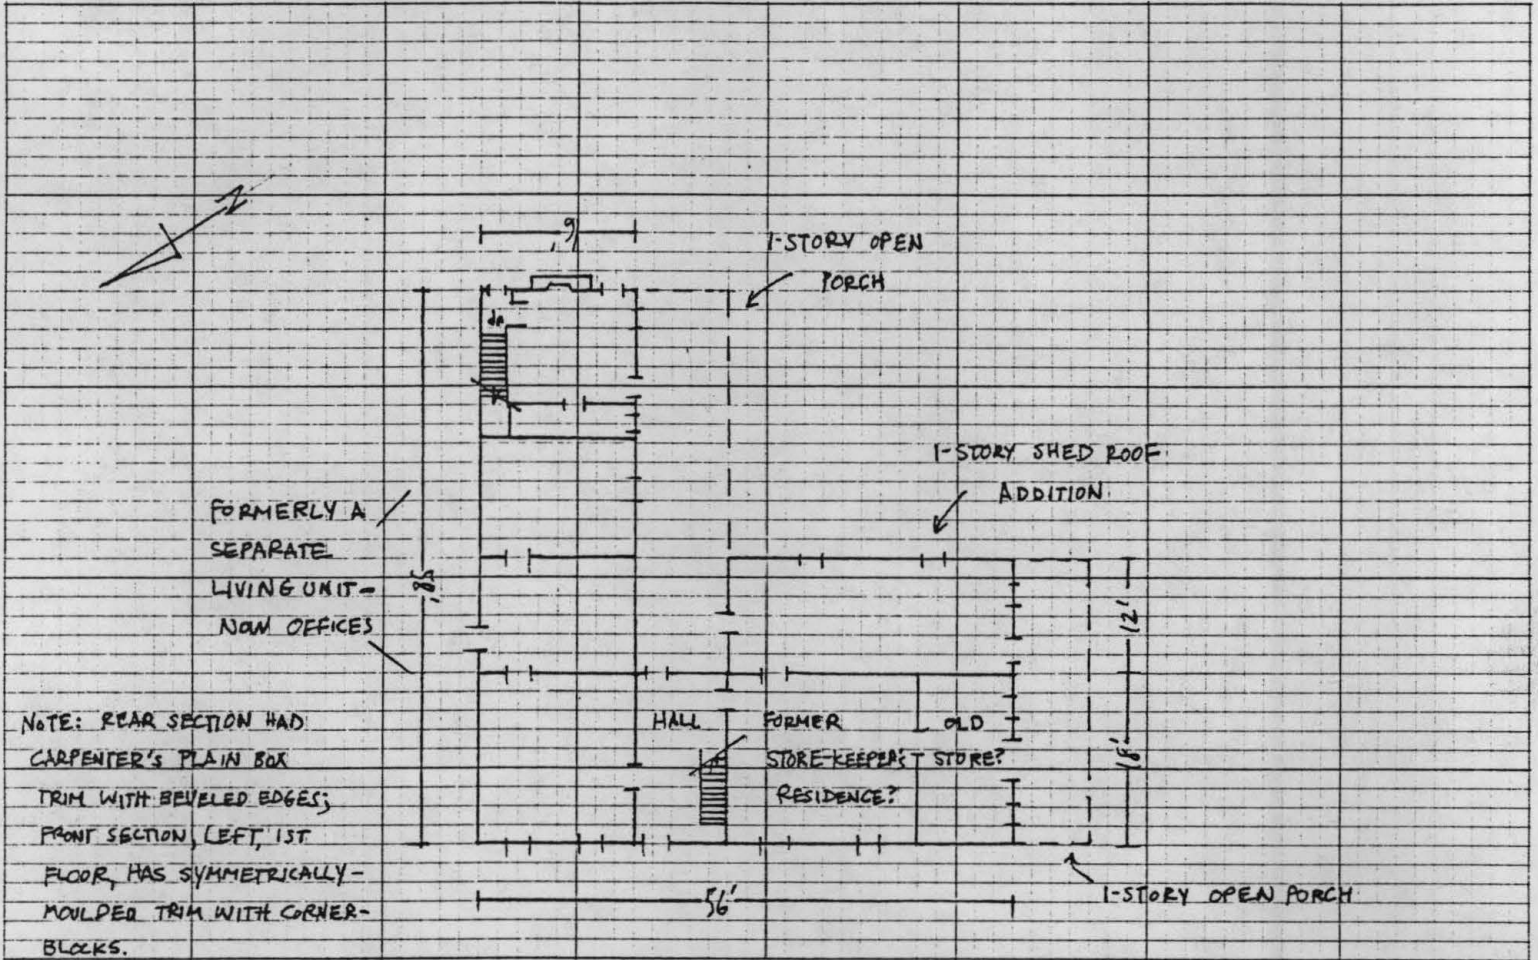 N
16'
1-STORY OPEN
PORCH
dn
1-STORY SHED ROOF
ADDITION
FORMERLY A
SEPARATE
LIVING UNIT-
NOW OFFICES
58'
12'
18'
HALL
FORMER
STORE-KEEPER'S
RESIDENCE?
OLD
STORE?
NOTE: REAR SECTION HAD
CARPENTER'S PLAIN BOX
TRIM WITH BEVELED EDGES;
FRONT SECTION, LEFT, 1ST
FLOOR, HAS SYMMETRICALLY-
MOULDED TRIM WITH CORNER-
BLOCKS.
56'
1-STORY OPEN PORCH